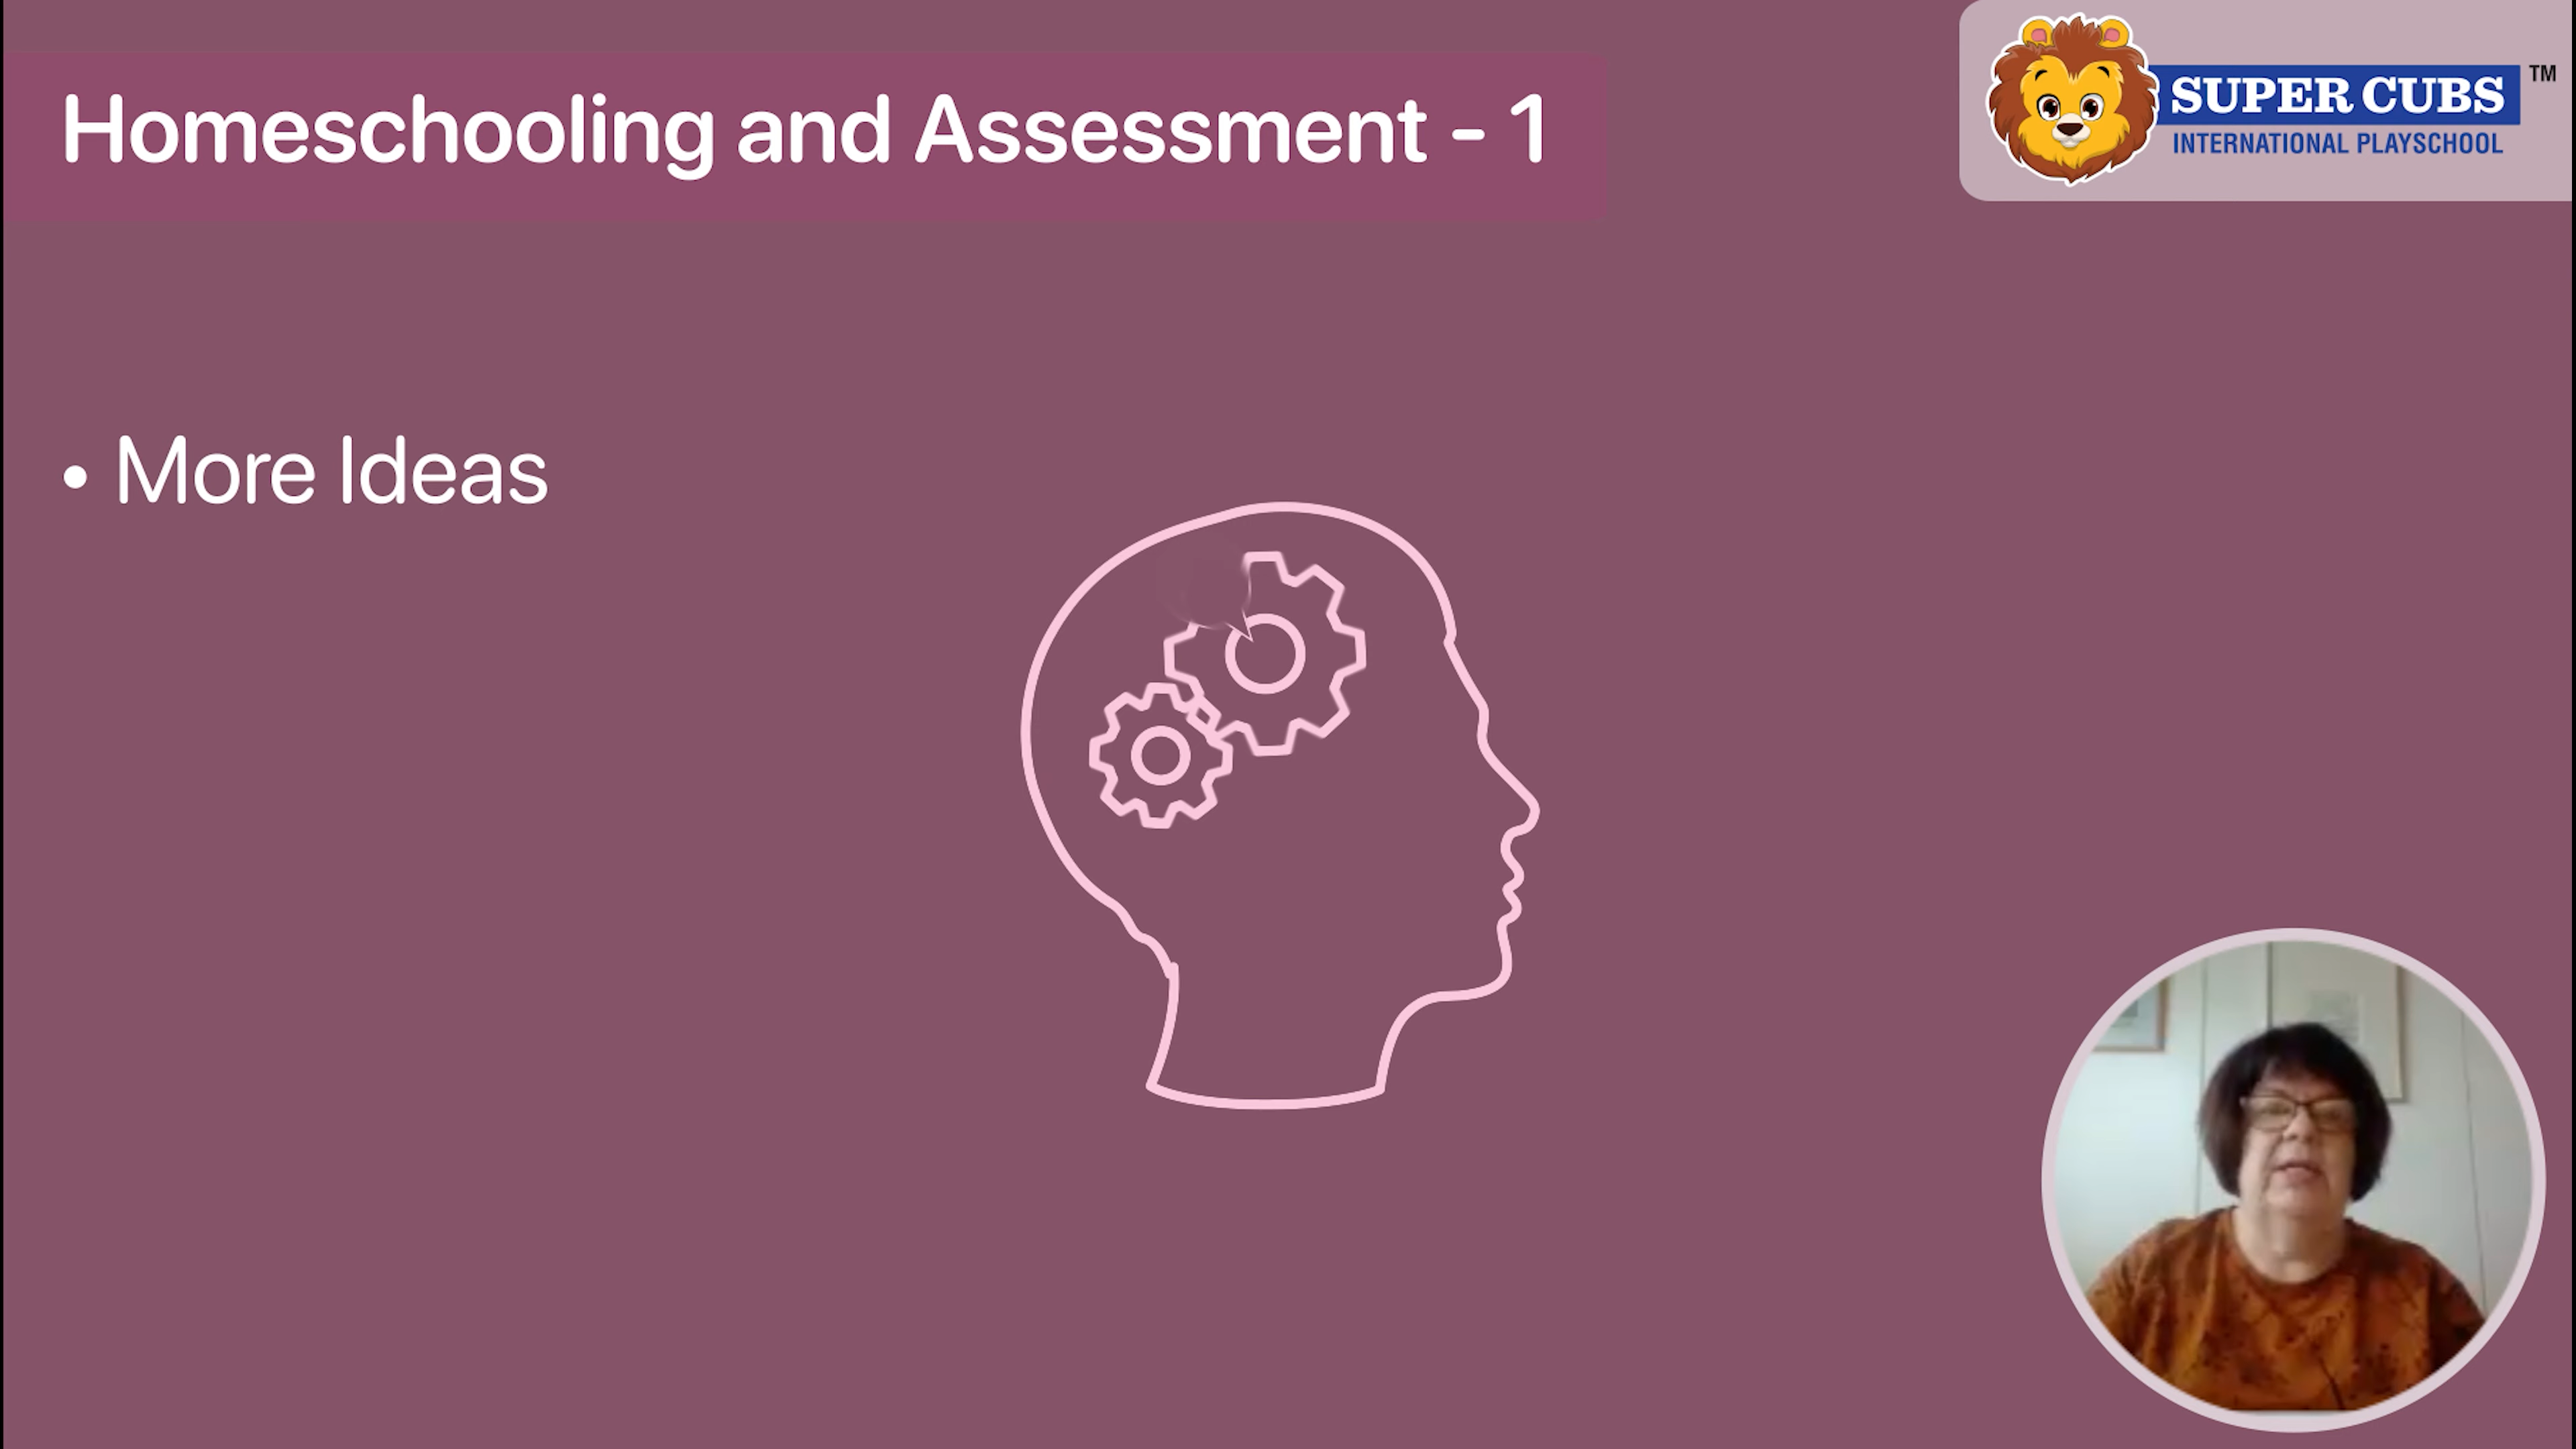 Homeschooling and Assessment - 1
SUPER CUBS TM
INTERNATIONAL PLAYSCHOOL
• More Ideas